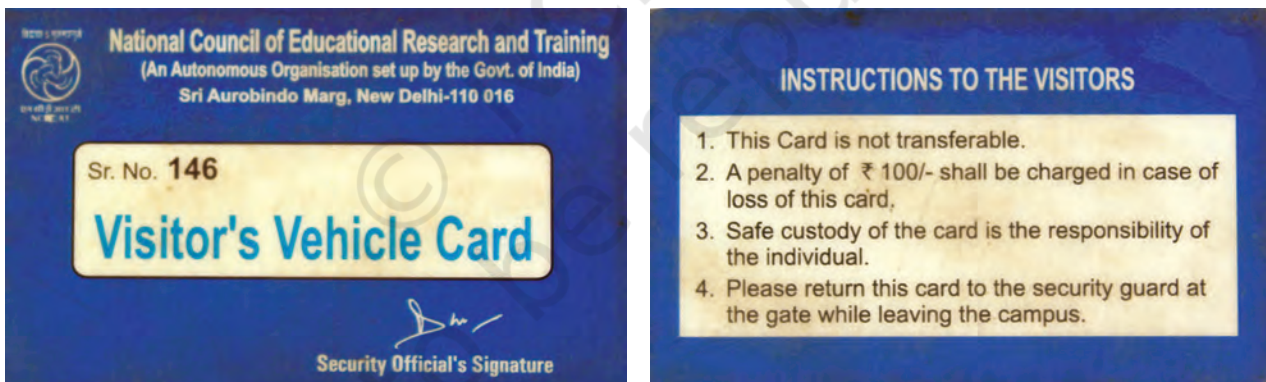 National Council of Educational Research and Training
(An Autonomous Organisation set up by the Govt. of India)
Sri Aurobindo Marg, New Delhi-110 016
एन सी ई आर टी
NCERT
Sr. No. 146
Visitor's Vehicle Card
Security Official's Signature
INSTRUCTIONS TO THE VISITORS
1. This Card is not transferable.
2. A penalty of ₹ 100/- shall be charged in case of
loss of this card.
3. Safe custody of the card is the responsibility of
the individual.
4. Please return this card to the security guard at
the gate while leaving the campus.